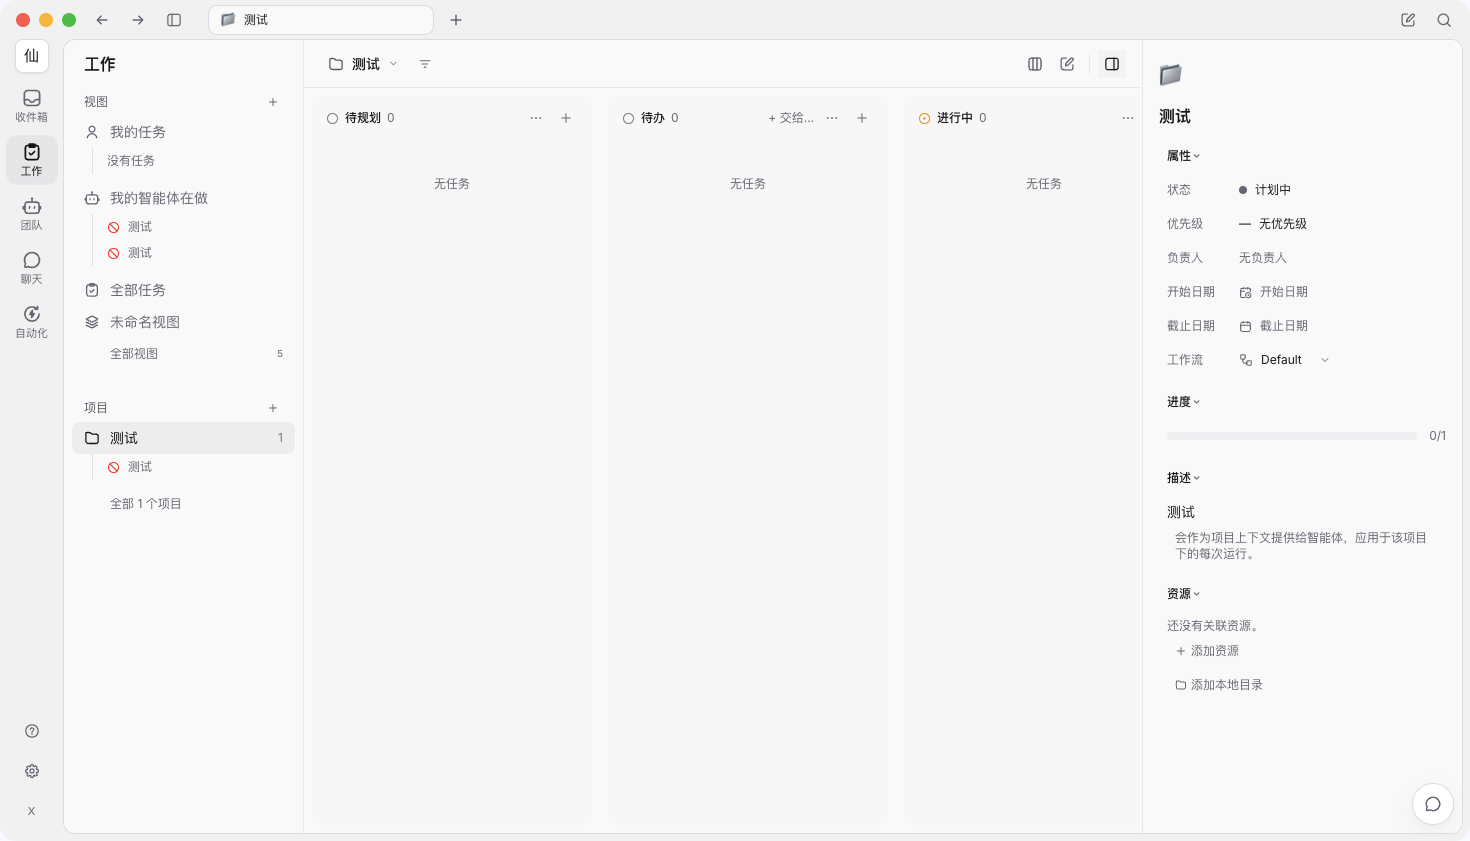 测试
仙
收件箱
工作
团队
聊天
自动化
X
工作
视图
我的任务
没有任务
我的智能体在做
测试
测试
全部任务
未命名视图
全部视图 5
项目
测试 1
测试
全部 1 个项目
测试
待规划 0
无任务
待办 0 + 交给...
无任务
进行中 0
无任务
测试
属性
状态 计划中
优先级 无优先级
负责人 无负责人
开始日期 开始日期
截止日期 截止日期
工作流 Default
进度
0/1
描述
测试
会作为项目上下文提供给智能体，应用于该项目
下的每次运行。
资源
还没有关联资源。
添加资源
添加本地目录